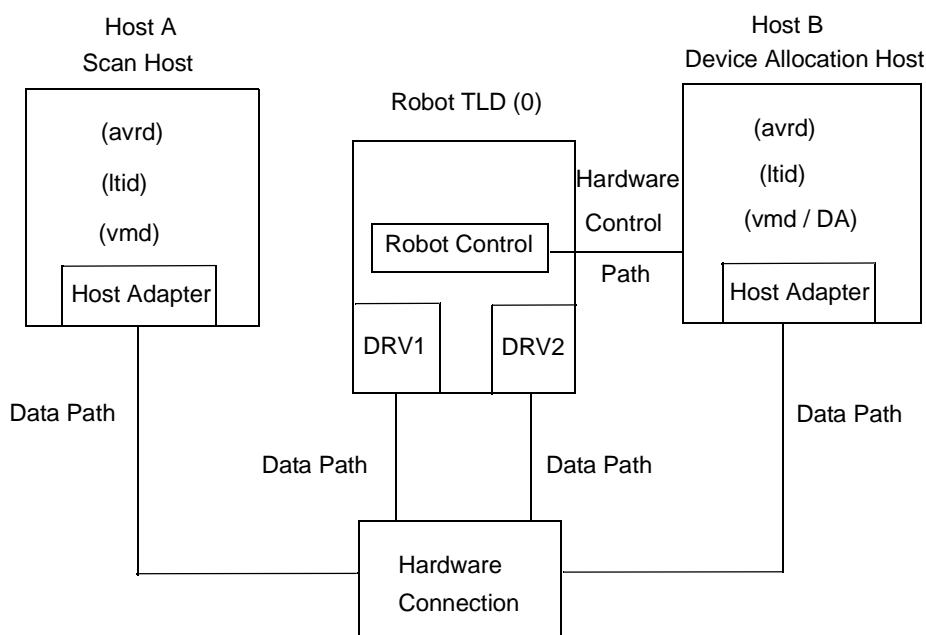 Host A
Scan Host
(avrd)
(ltid)
(vmd)
Host Adapter
Data Path
Robot TLD (0)
Robot Control
DRV1
DRV2
Hardware
Control
Path
Host B
Device Allocation Host
(avrd)
(ltid)
(vmd / DA)
Host Adapter
Data Path
Data Path
Data Path
Hardware
Connection